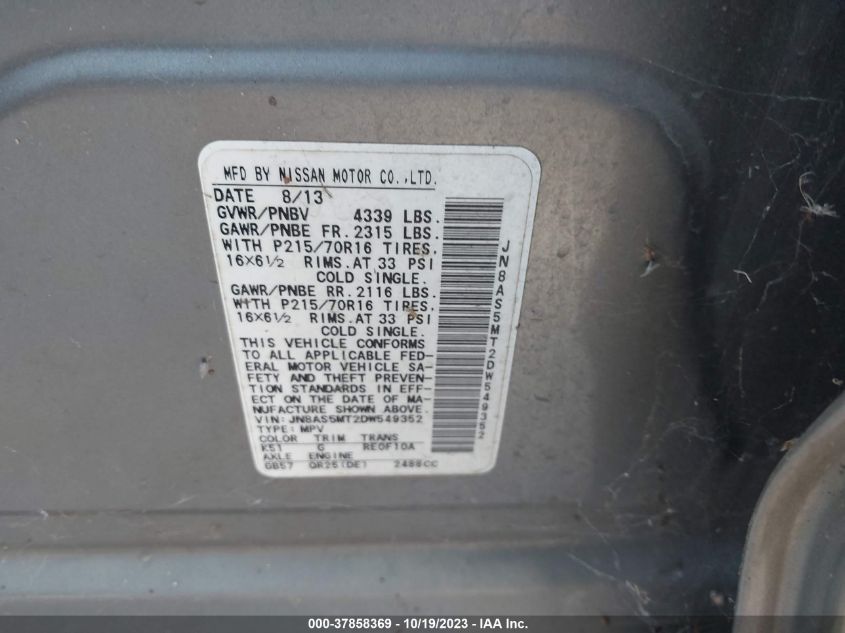 MFD BY NISSAN MOTOR CO.,LTD.
DATE 8/13
GVWR/PNBV 4339 LBS.
GAWR/PNBE FR. 2315 LBS.
WITH P215/70R16 TIRES.
16X6½ RIMS. AT 33 PSI
COLD SINGLE.
GAWR/PNBE RR. 2116 LBS.
WITH P215/70R16 TIRES.
16X6½ RIMS. AT 33 PSI
COLD SINGLE.
THIS VEHICLE CONFORMS
TO ALL APPLICABLE FED-
ERAL MOTOR VEHICLE SA-
FETY AND THEFT PREVEN-
TION STANDARDS IN EFF-
ECT ON THE DATE OF MA-
NUFACTURE SHOWN ABOVE.
VIN: JN8AS5MT2DW549352
TYPE: MPV
COLOR TRIM TRANS
K51 G RE0F10A
AXLE ENGINE
GB57 QR25(DE) 2488CC
JN8AS5MT2DW549352
000-37858369 - 10/19/2023 - IAA Inc.